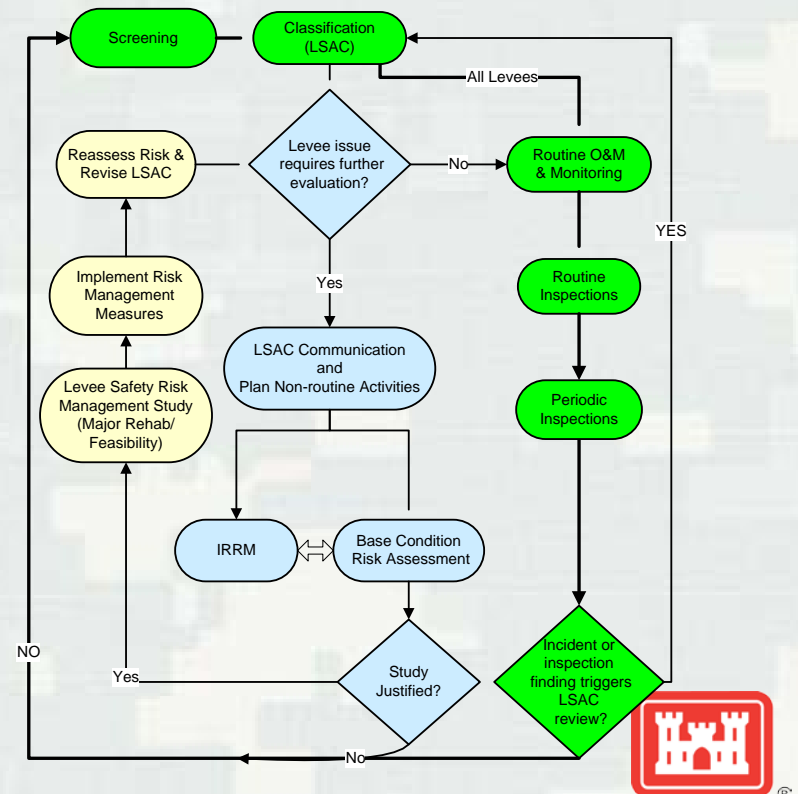 Screening
Classification
(LSAC)
All Levees
Reassess Risk &
Revise LSAC
Levee issue
requires further
evaluation?
No
Routine O&M
& Monitoring
YES
Implement Risk
Management
Measures
Yes
Routine
Inspections
LSAC Communication
and
Plan Non-routine Activities
Levee Safety Risk
Management Study
(Major Rehab/
Feasibility)
Periodic
Inspections
IRRM
Base Condition
Risk Assessment
NO
Yes
Study
Justified?
Incident or
inspection
finding triggers
LSAC
review?
No
®